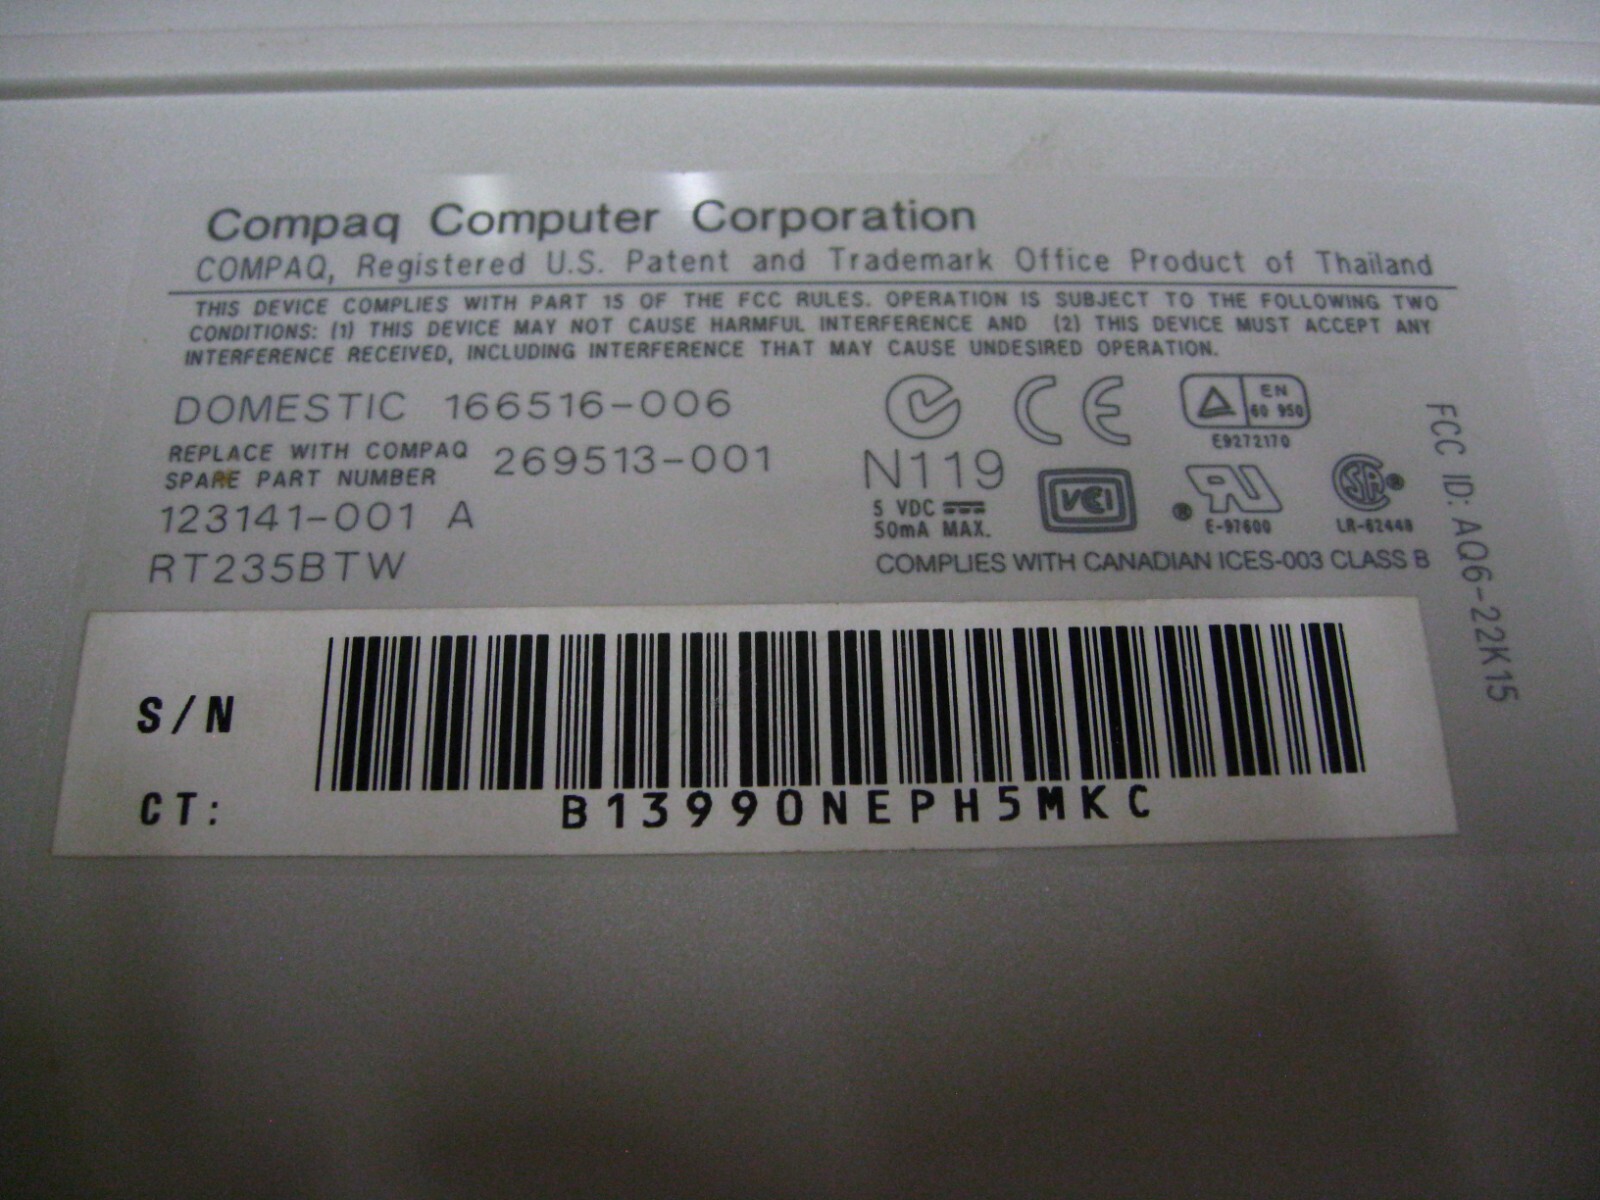 Compaq Computer Corporation
COMPAQ, Registered U.S. Patent and Trademark Office Product of Thailand
THIS DEVICE COMPLIES WITH PART 15 OF THE FCC RULES. OPERATION IS SUBJECT TO THE FOLLOWING TWO
CONDITIONS: (1) THIS DEVICE MAY NOT CAUSE HARMFUL INTERFERENCE AND (2) THIS DEVICE MUST ACCEPT ANY
INTERFERENCE RECEIVED, INCLUDING INTERFERENCE THAT MAY CAUSE UNDESIRED OPERATION.
DOMESTIC 166516-006
REPLACE WITH COMPAQ
SPARE PART NUMBER
269513-001
123141-001 A
RT235BTW
CE
EN
60 950
E9272170
N119
5 VDC
50mA MAX.
VCI
®
E-97600
SA®
LR-62448
COMPLIES WITH CANADIAN ICES-003 CLASS B
FCC ID: AQ6-22K15
S/N
CT:
B13990NEPH5MKC